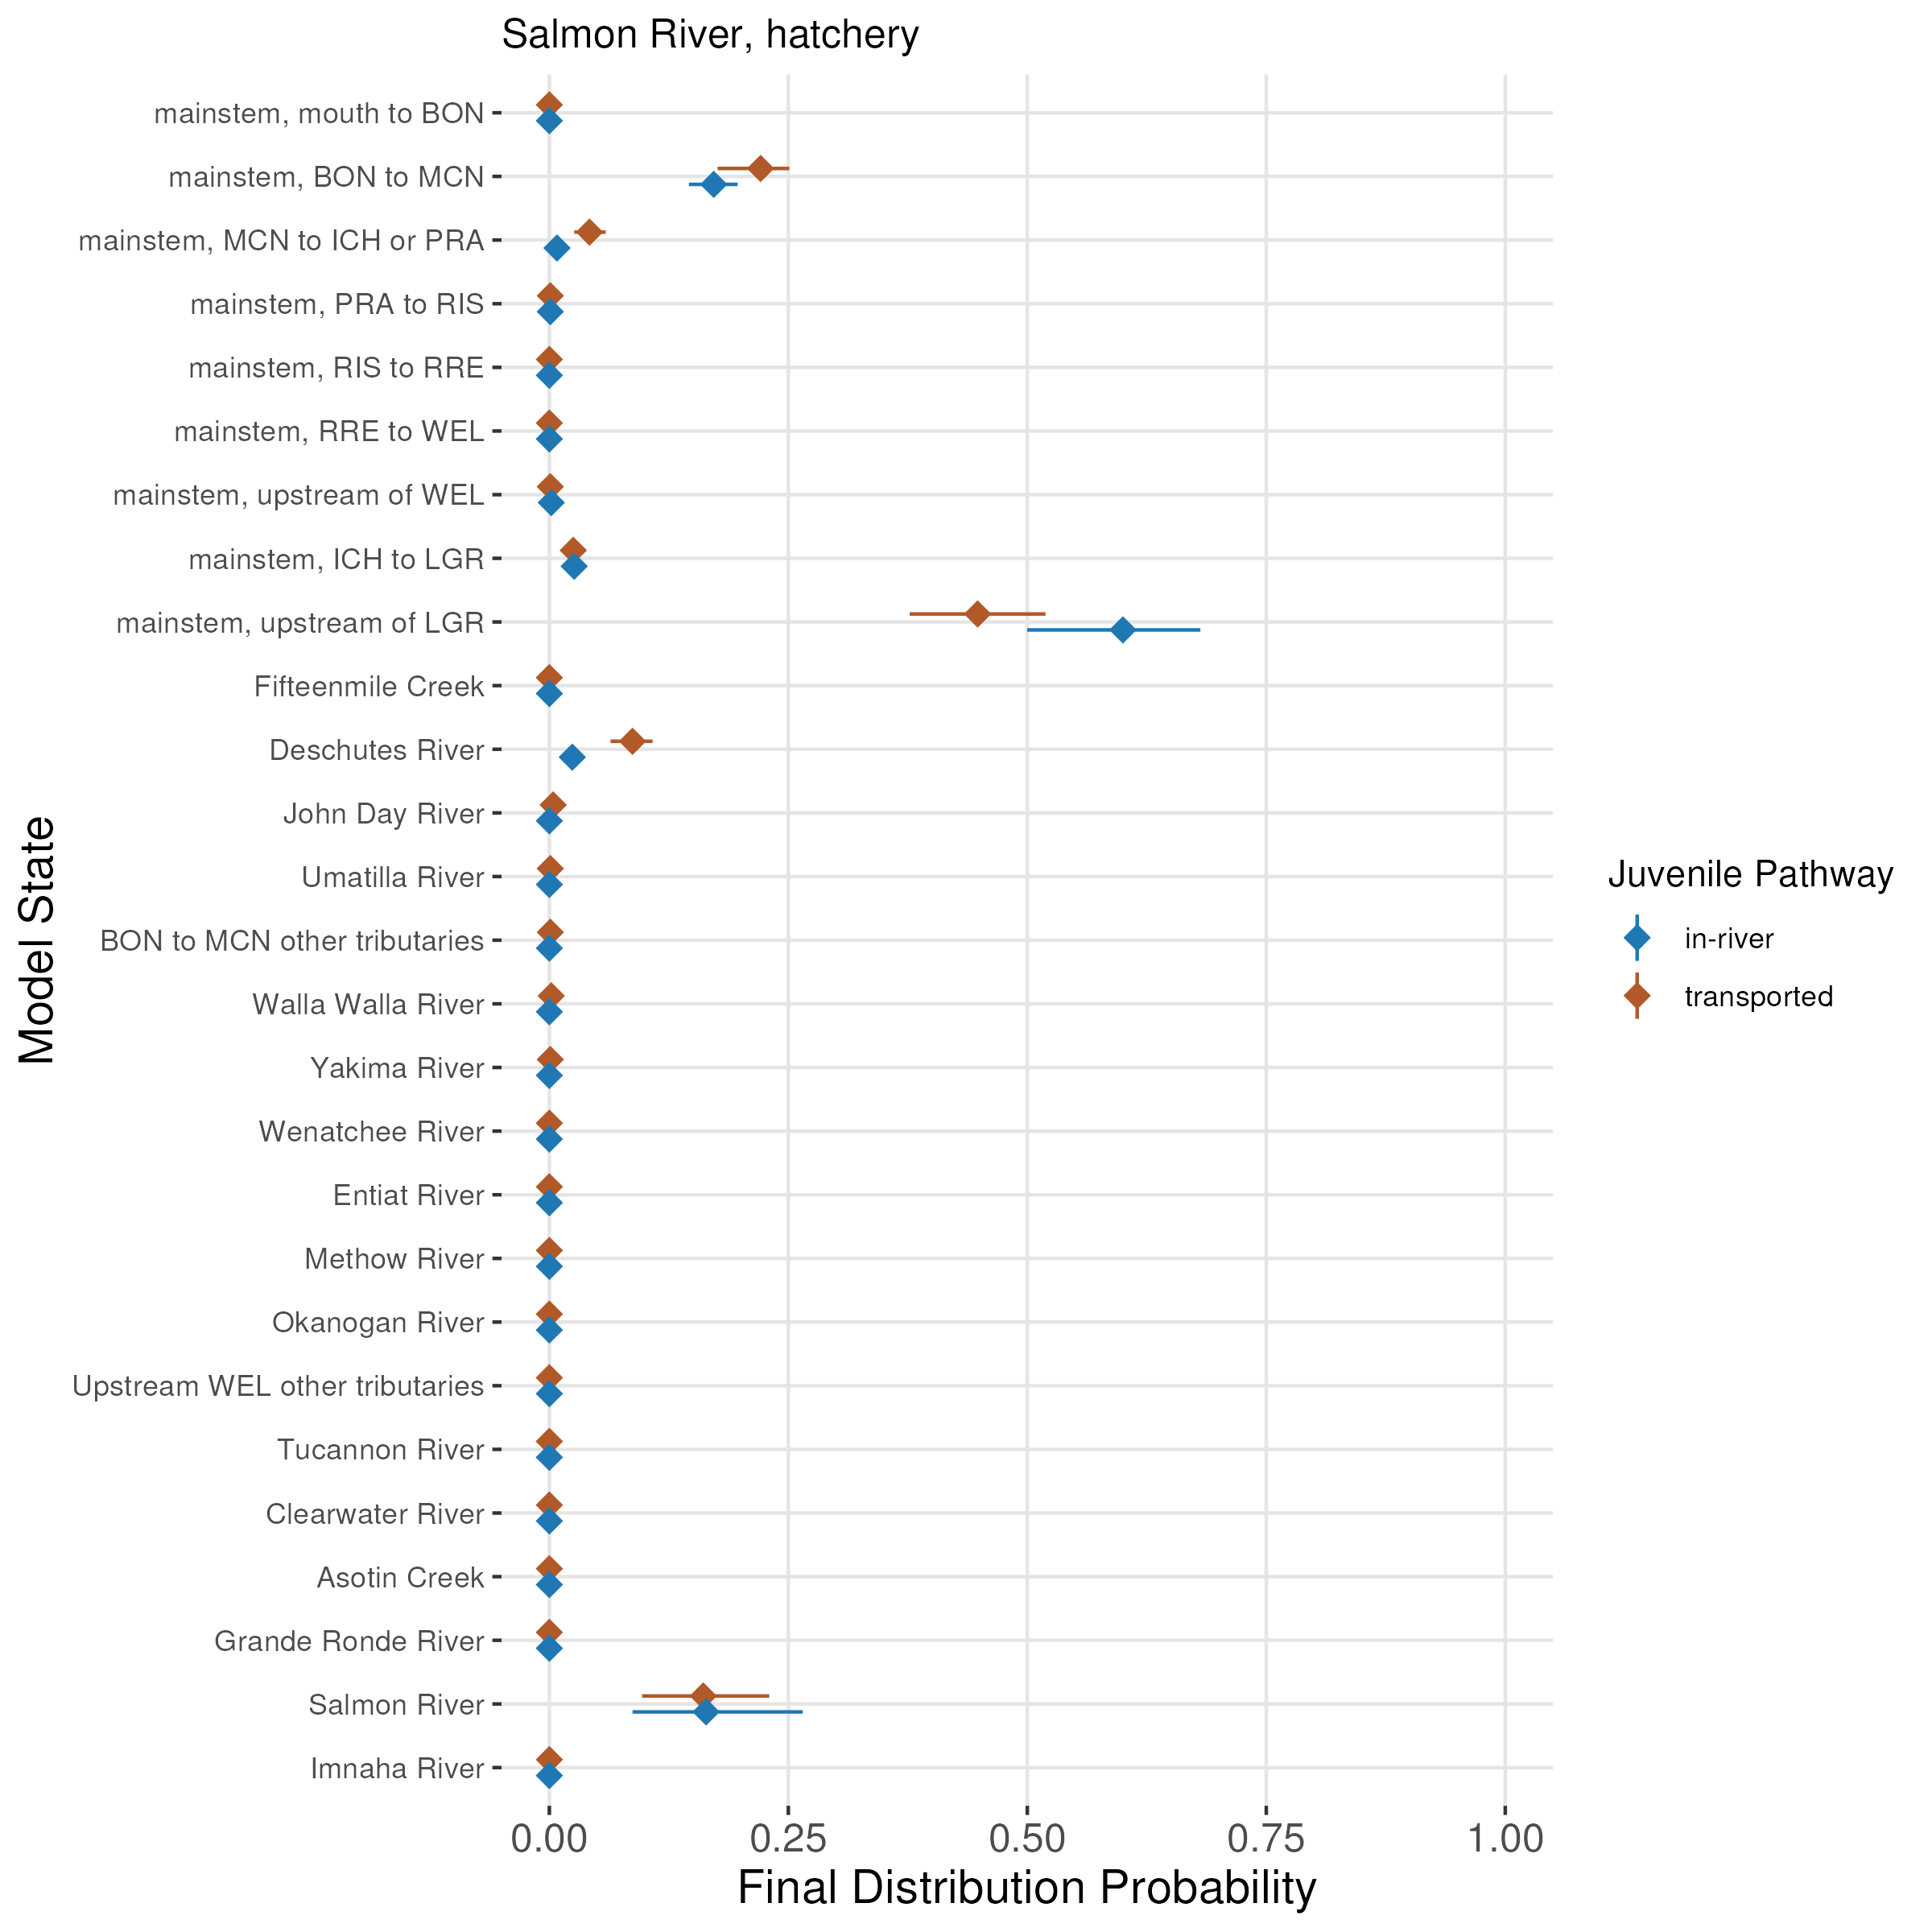 Salmon River, hatchery
mainstem, mouth to BON
mainstem, BON to MCN
mainstem, MCN to ICH or PRA
mainstem, PRA to RIS
mainstem, RIS to RRE
mainstem, RRE to WEL
mainstem, upstream of WEL
mainstem, ICH to LGR
mainstem, upstream of LGR
Fifteenmile Creek
Deschutes River
John Day River
Umatilla River
BON to MCN other tributaries
Walla Walla River
Yakima River
Wenatchee River
Entiat River
Methow River
Okanogan River
Upstream WEL other tributaries
Tucannon River
Clearwater River
Asotin Creek
Grande Ronde River
Salmon River
Imnaha River
Model State
0.00 0.25 0.50 0.75 1.00
Final Distribution Probability
Juvenile Pathway
in-river
transported